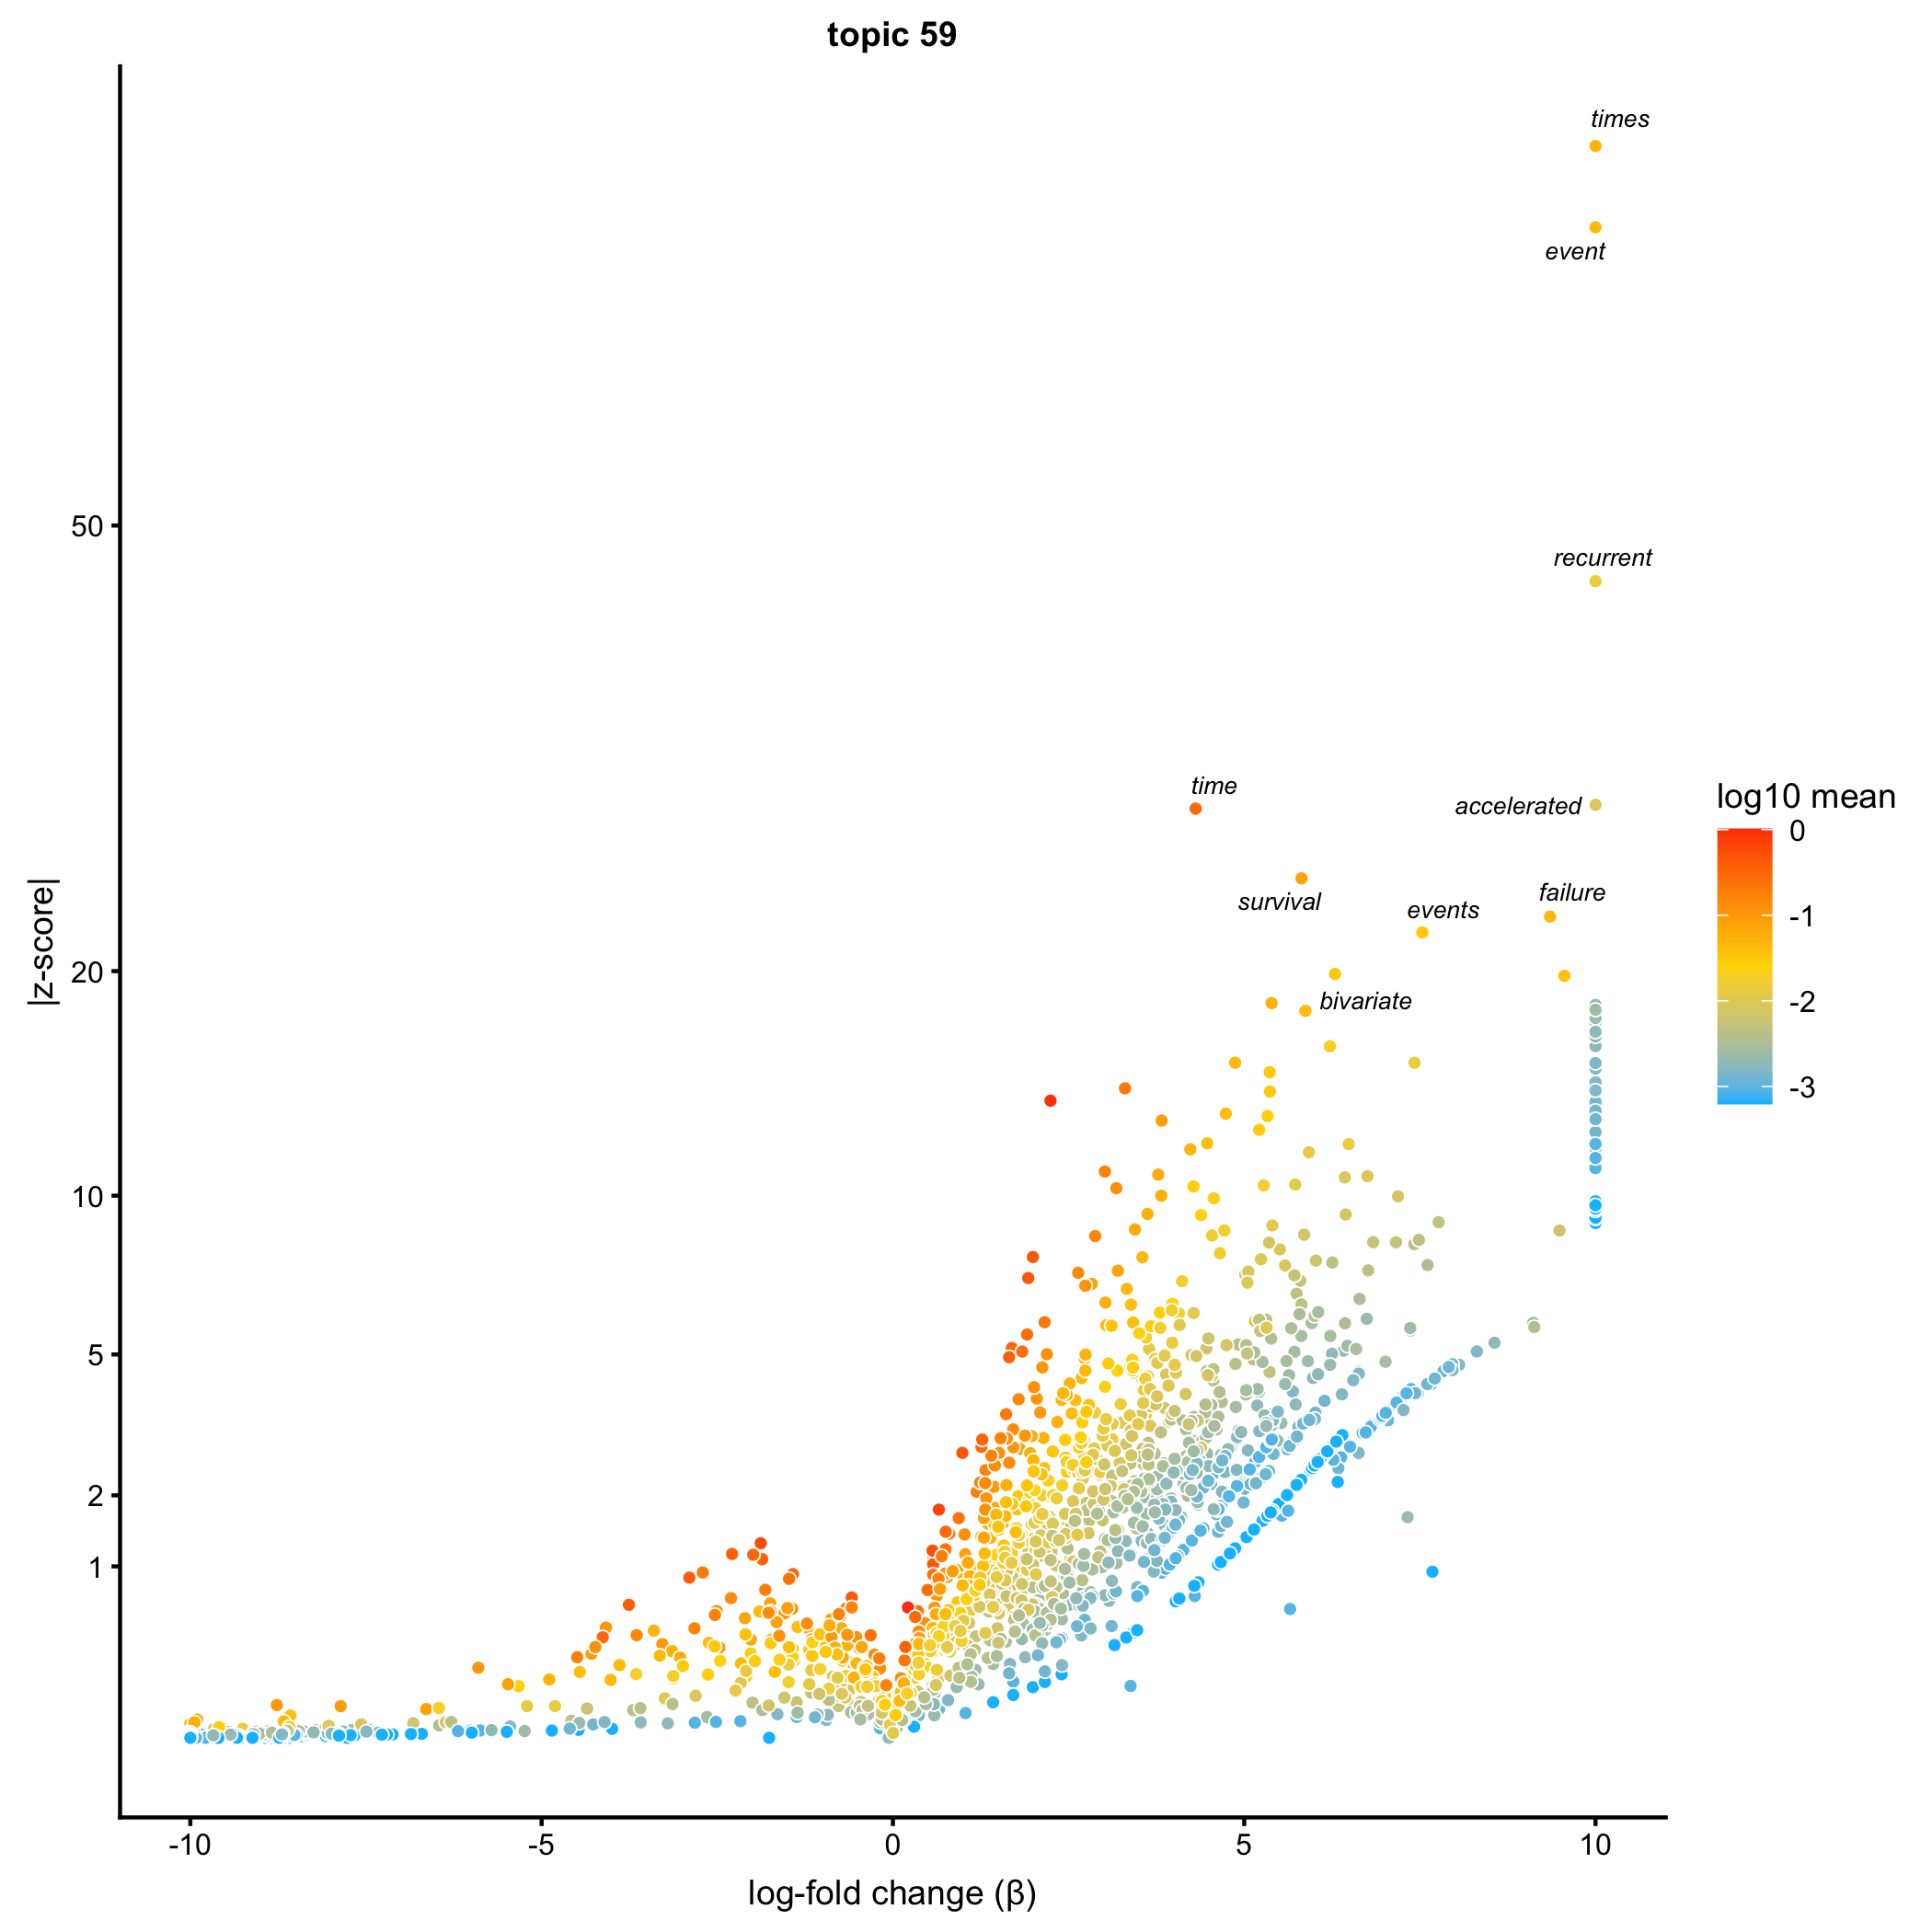 topic 59
times
event
50
recurrent
time
accelerated
survival
events
failure
20
bivariate
10
5
2
1
|z-score|
-10
-5
0
5
10
log-fold change (β)
log10 mean
0
-1
-2
-3